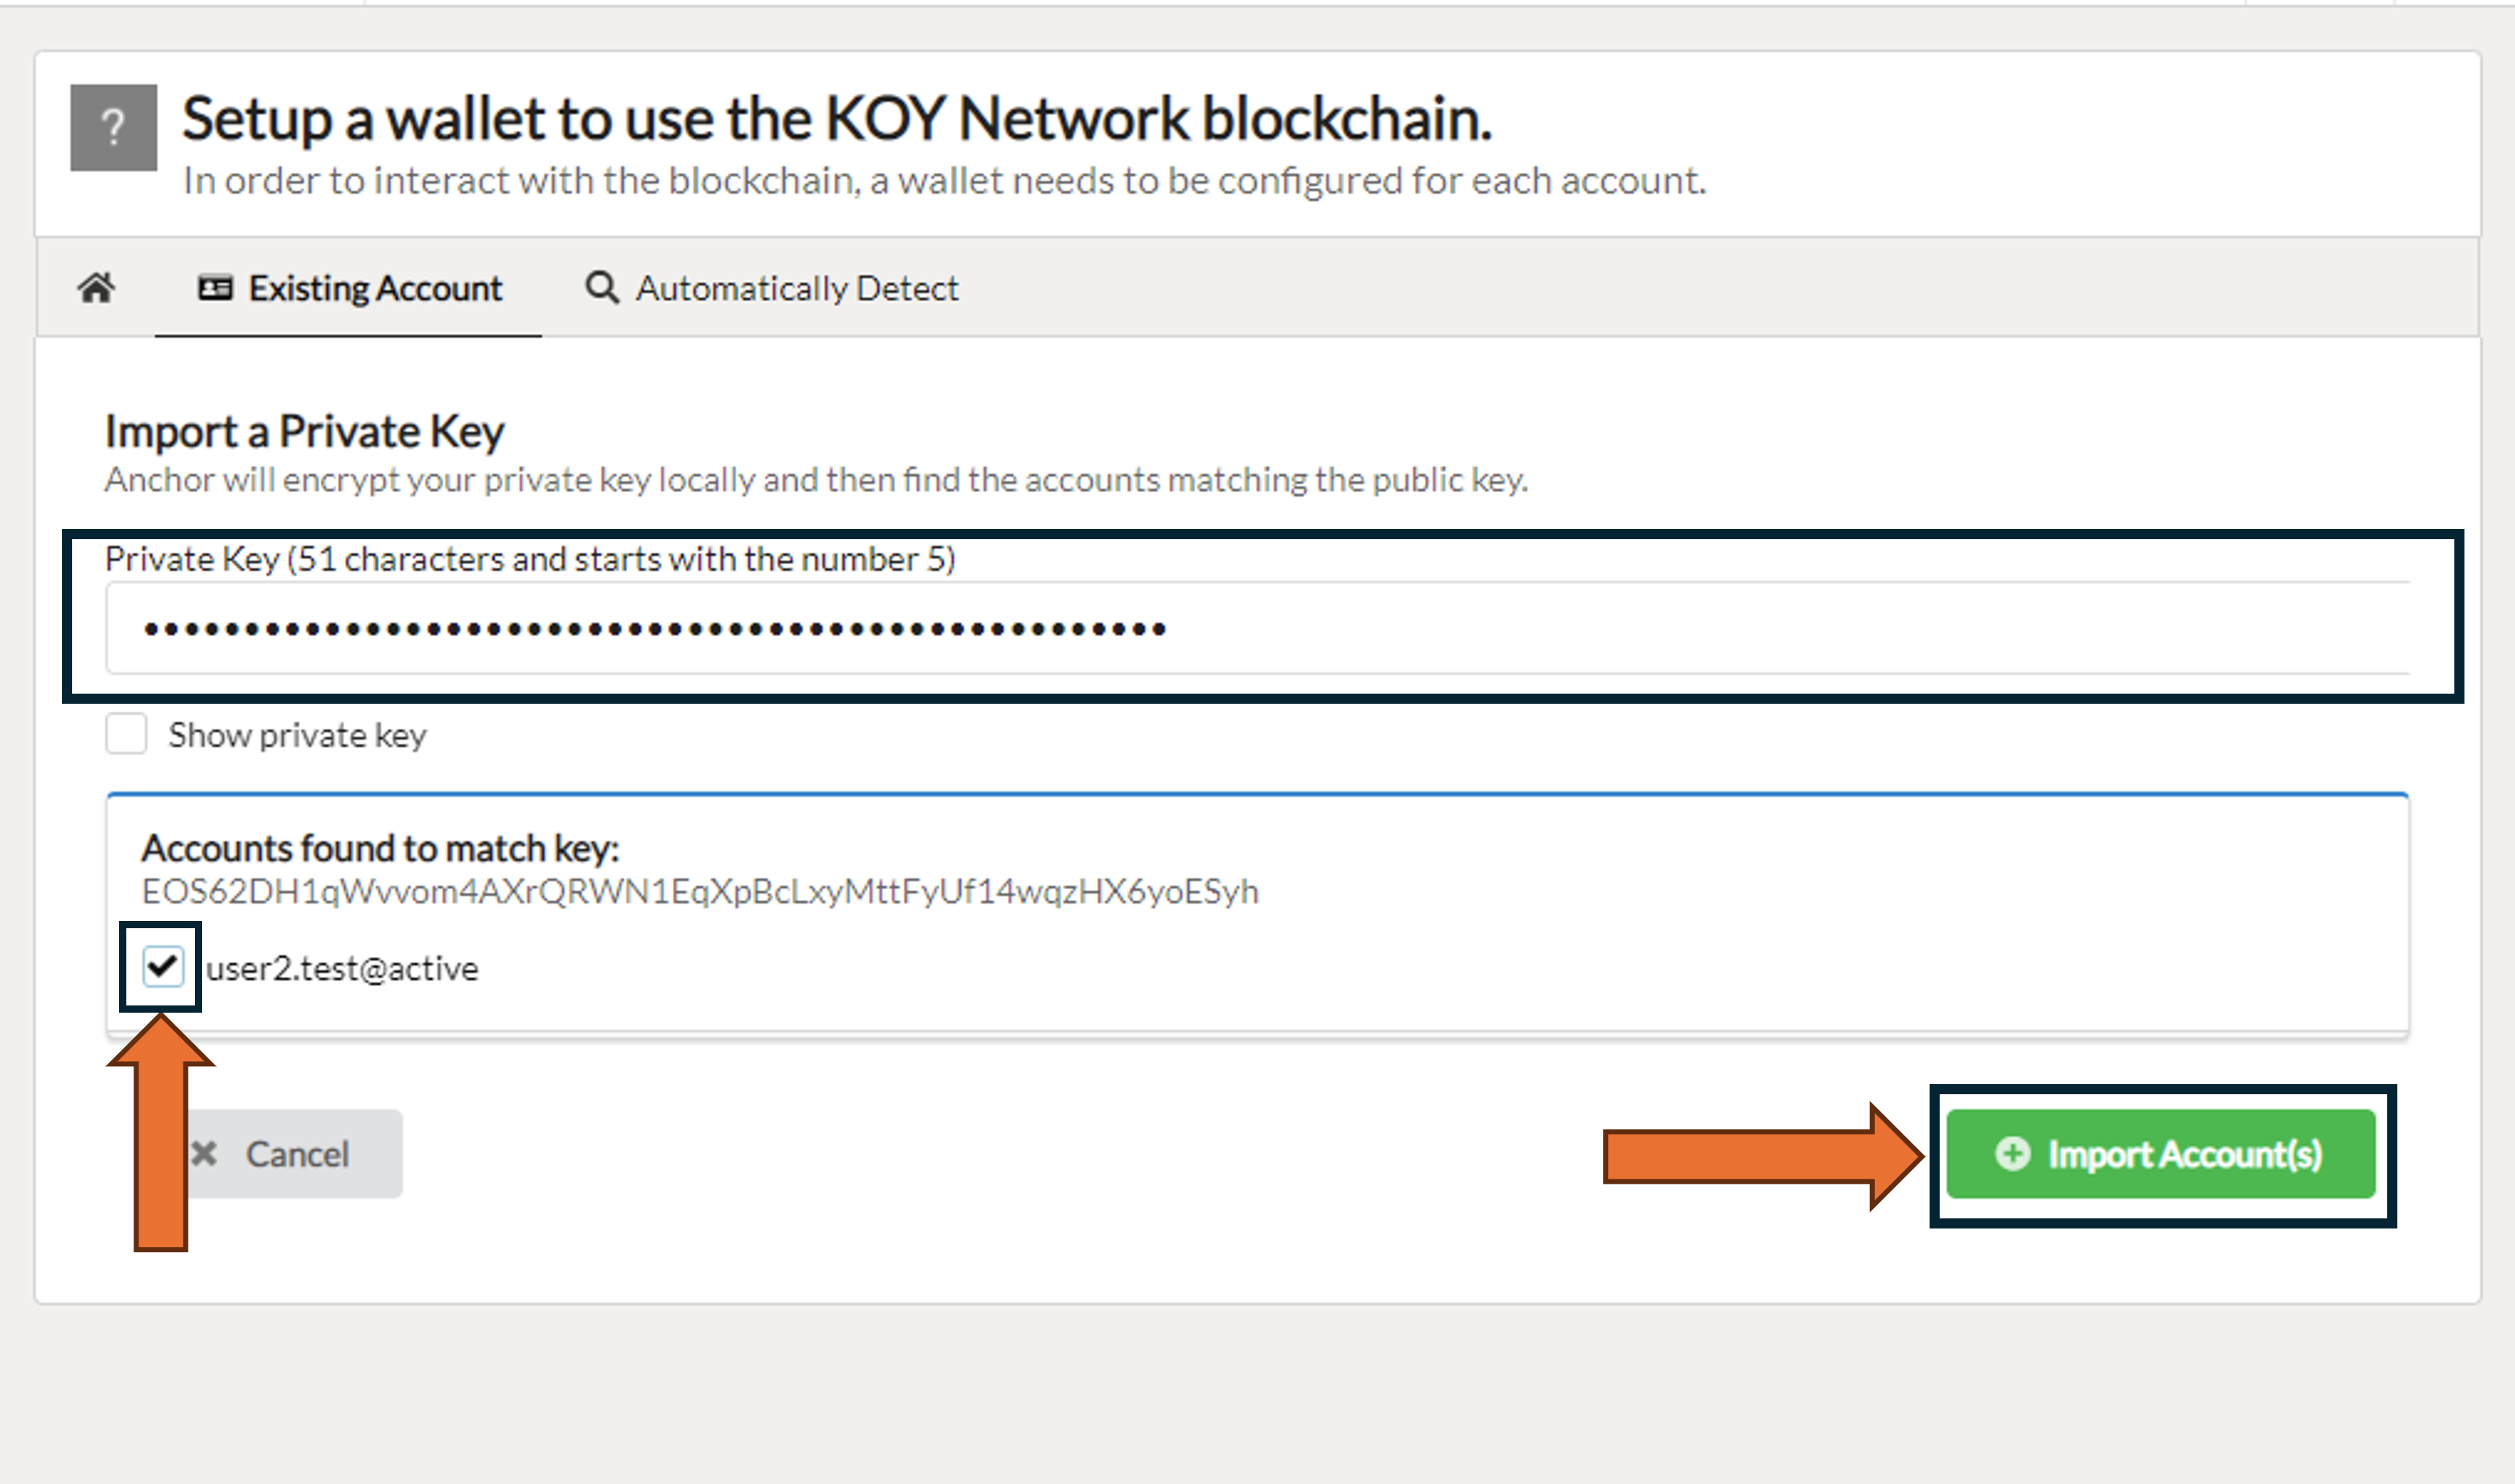 ?
Setup a wallet to use the KOY Network blockchain.
In order to interact with the blockchain, a wallet needs to be configured for each account.
Existing Account
Automatically Detect
Import a Private Key
Anchor will encrypt your private key locally and then find the accounts matching the public key.
Private Key (51 characters and starts with the number 5)
•••••••••••••••••••••••••••••••••••••••••••••••••••
Show private key
Accounts found to match key:
EOS62DH1qWvvom4AXrQRWN1EqXpBcLxyMttFyUf14wqzHX6yoESyh
user2.test@active
Cancel
Import Account(s)